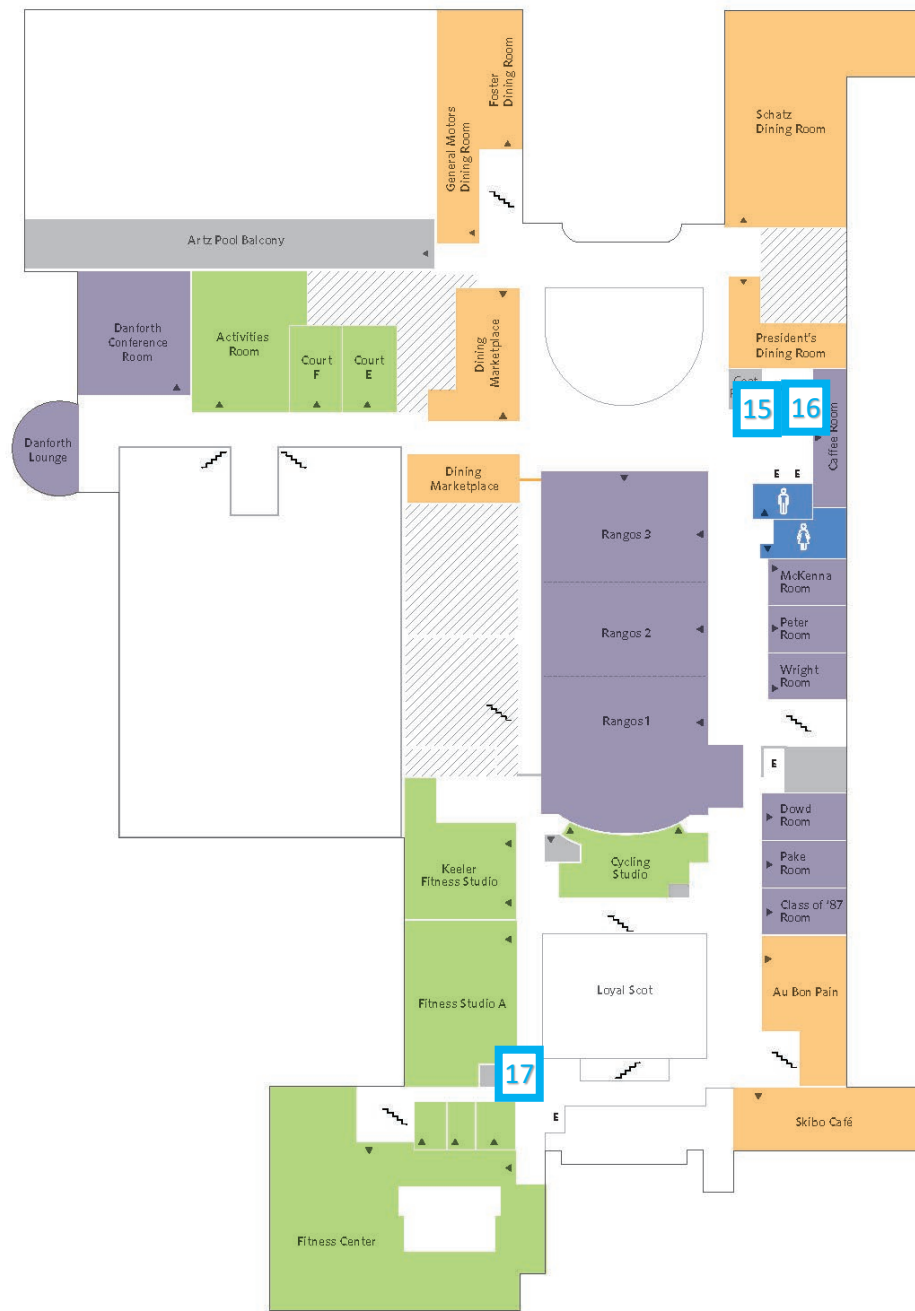 Foster
Dining Room
General Motors
Dining Room
Schatz
Dining Room
Artz Pool Balcony
Danforth
Conference
Room
Activities
Room
Court
F
Court
E
Dining
Marketplace
President's
Dining Room
15
16
Caffee Room
Danforth
Lounge
Dining
Marketplace
E E
Rangos 3
McKenna
Room
Rangos 2
Peter
Room
Wright
Room
Rangos 1
E
Dowd
Room
Keeler
Fitness Studio
Cycling
Studio
Pake
Room
Class of '87
Room
Fitness Studio A
Loyal Scot
Au Bon Pain
17
E
Skibo Café
Fitness Center